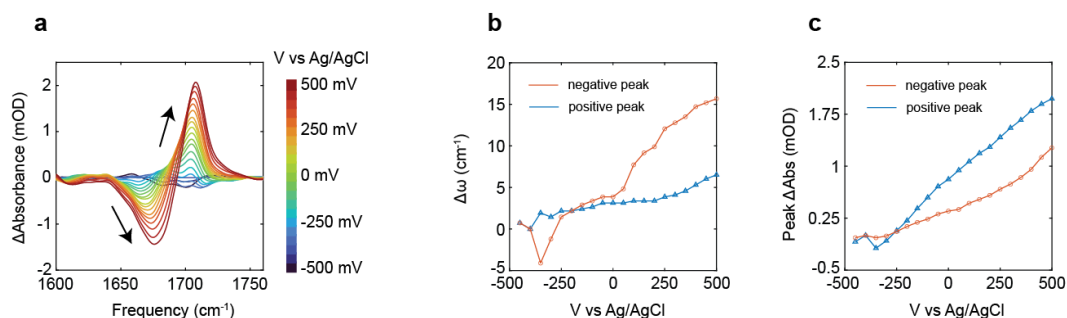 a
V vs Ag/AgCl
ΔAbsorbance (mOD)
2
1
0
-1
-2
1600
1650
1700
1750
Frequency (cm⁻¹)
500 mV
250 mV
0 mV
-250 mV
-500 mV
b
Δω (cm⁻¹)
20
15
10
5
0
-5
-500
-250
0
250
500
V vs Ag/AgCl
negative peak
positive peak
c
Peak ΔAbs (mOD)
2.5
1.75
1
0.25
-0.5
-500
-250
0
250
500
V vs Ag/AgCl
negative peak
positive peak